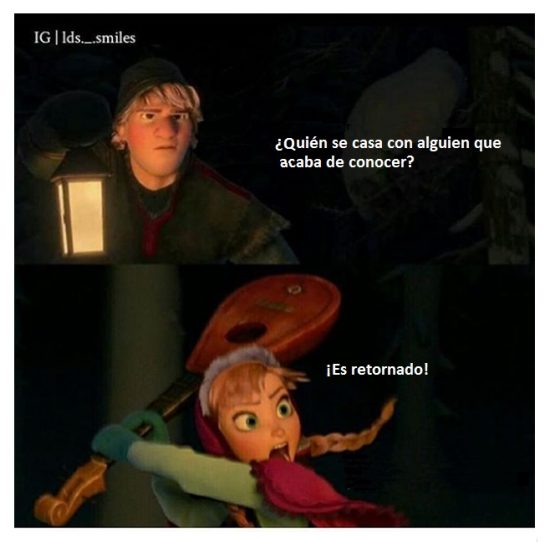 IG | lds._.smiles
¿Quién se casa con alguien que
acaba de conocer?
¡Es retornado!